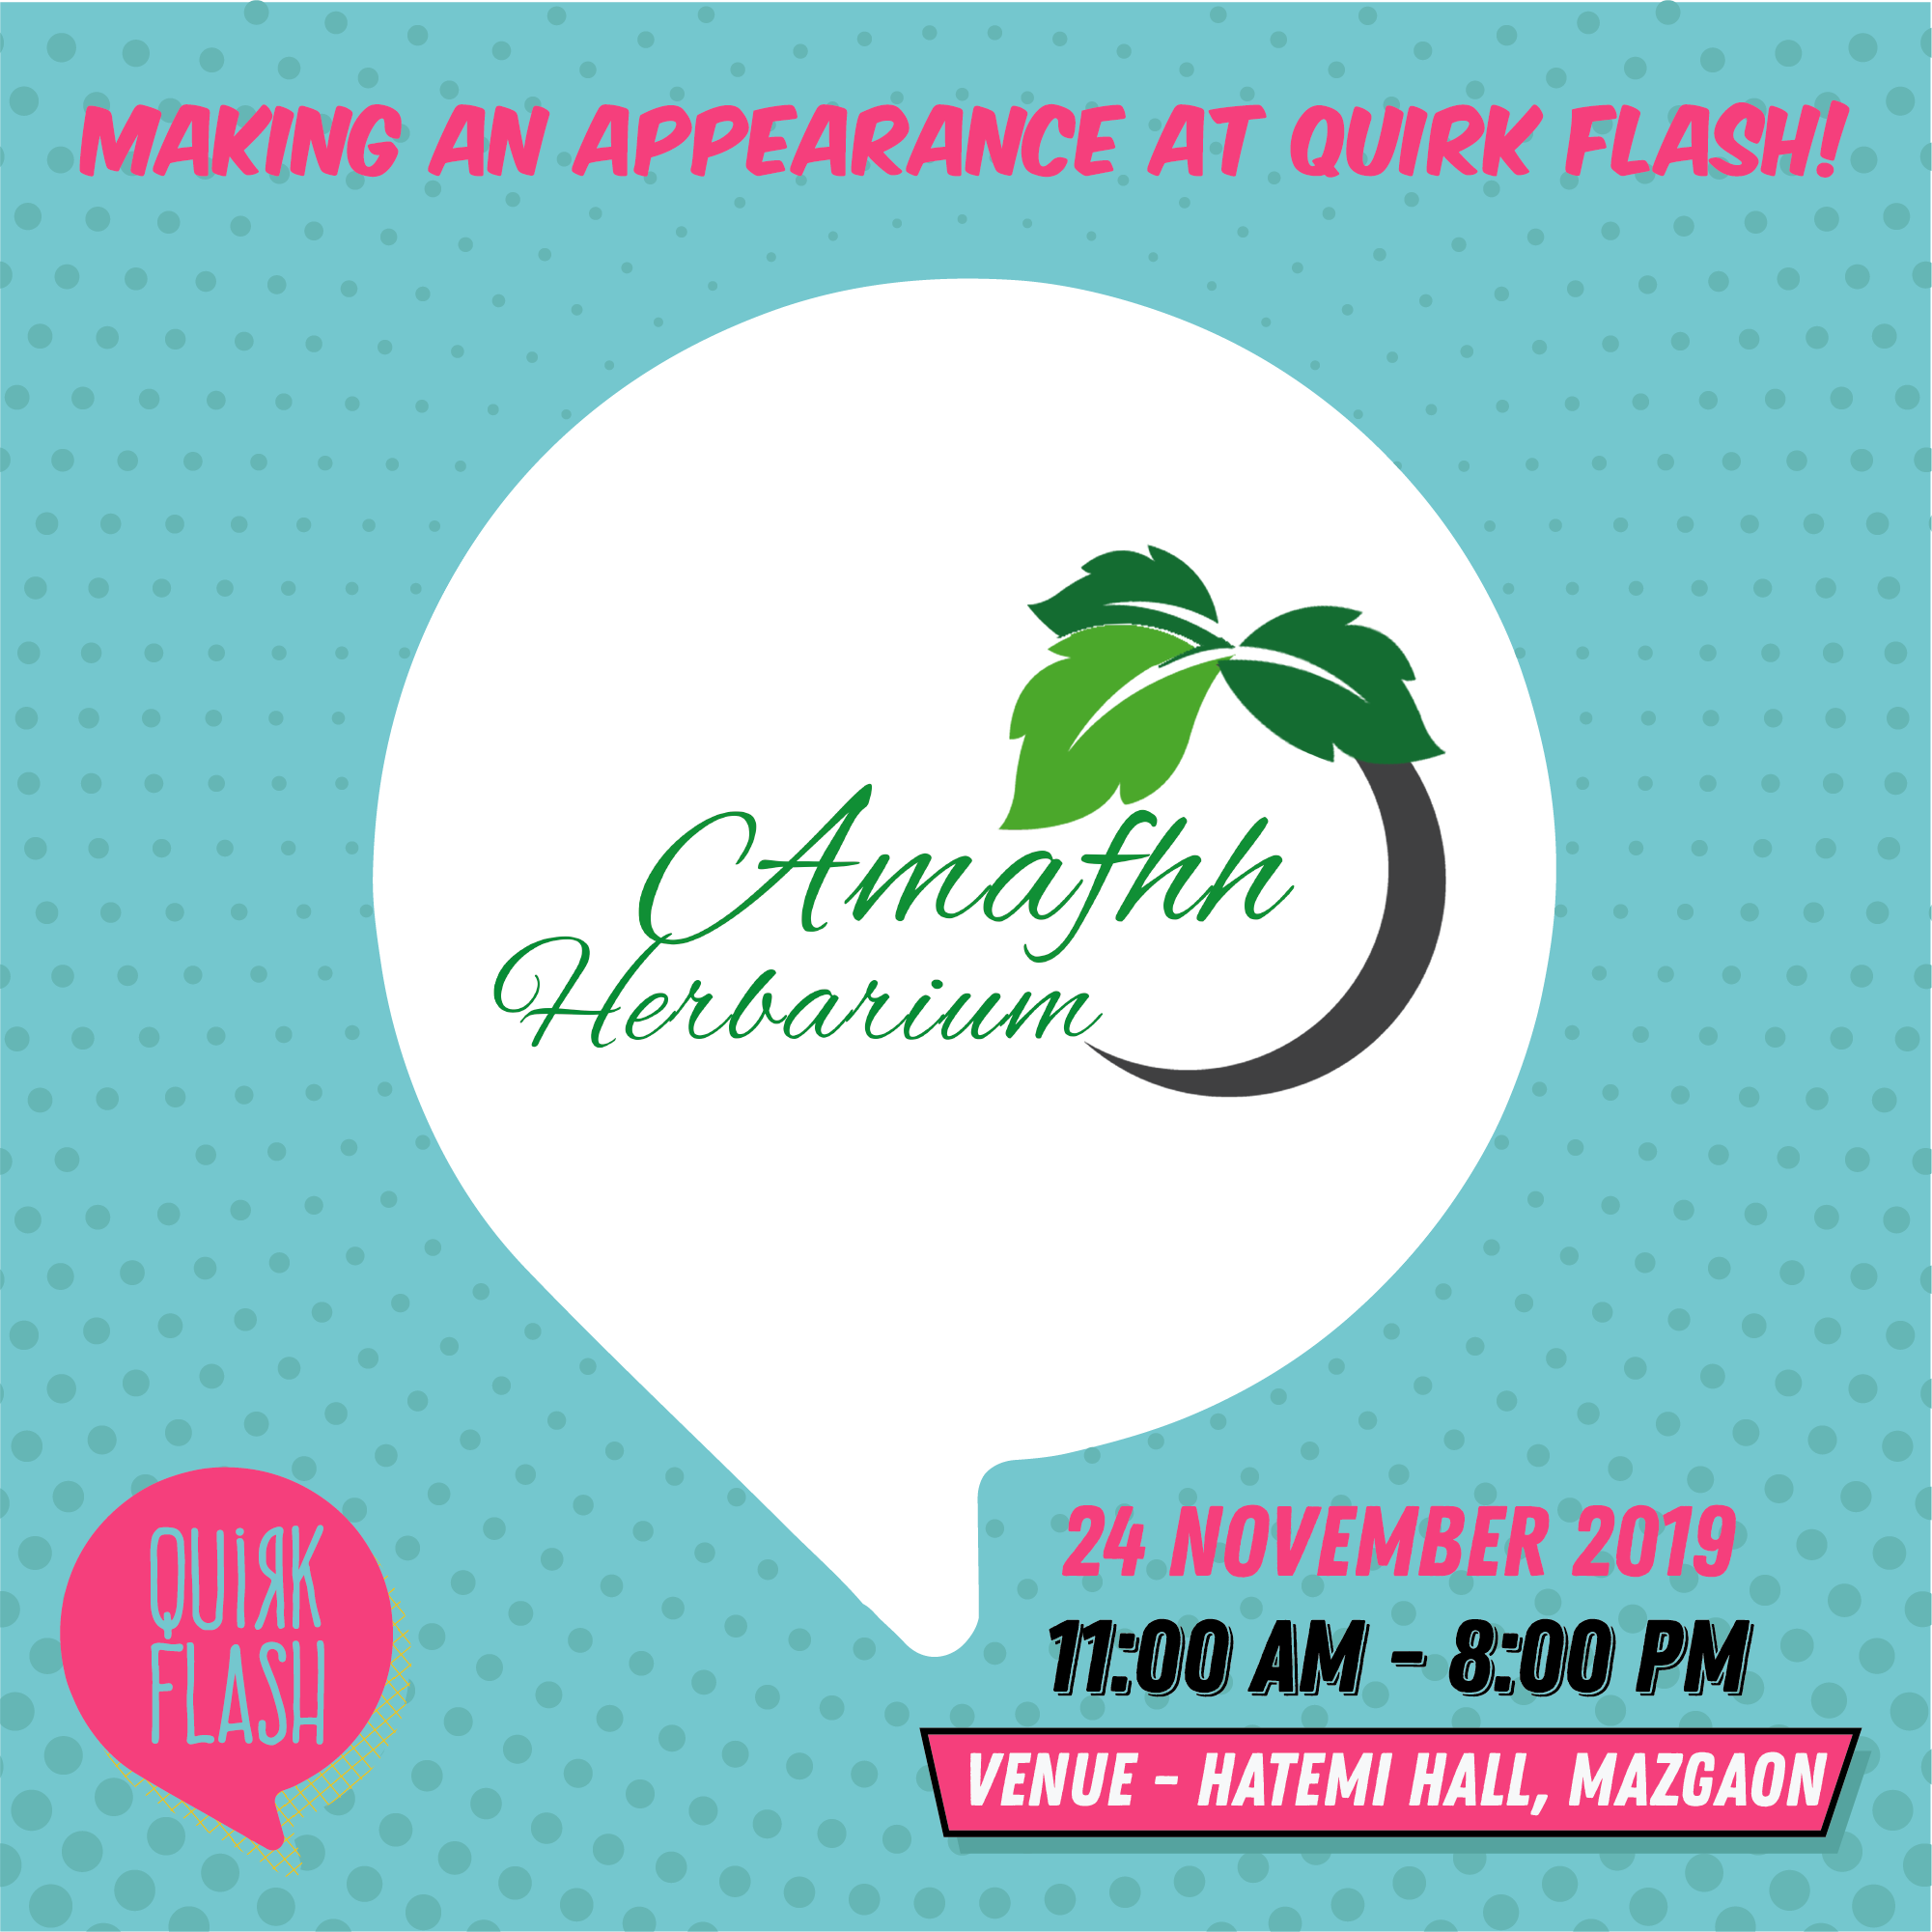 MAKING AN APPEARANCE AT QUIRK FLASH!
Amafhh
Herbarium
24 NOVEMBER 2019
11:00 AM - 8:00 PM
VENUE - HATEMI HALL, MAZGAON
QUiRK
FLASH